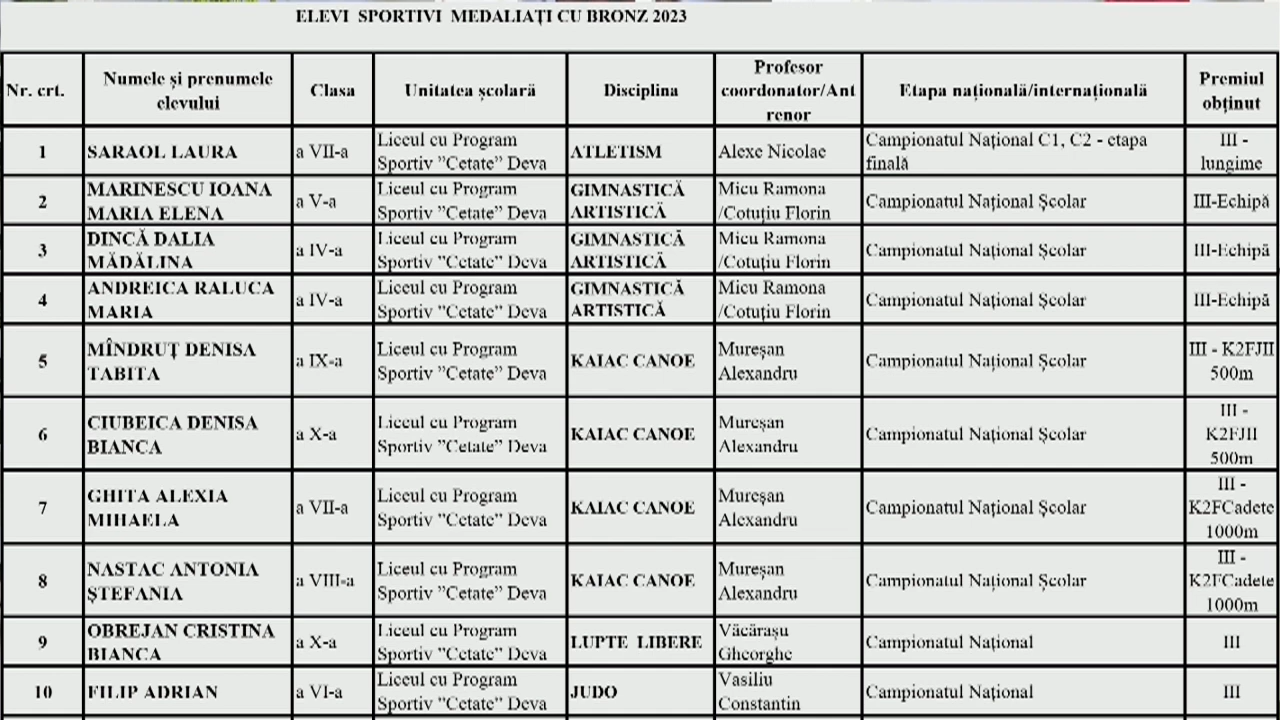 ELEVI SPORTIVI MEDALIAȚI CU BRONZ 2023
Nr. crt.
Numele și prenumele
elevului
Clasa
Unitatea școlară
Disciplina
Profesor
coordonator/Ant
renor
Etapa națională/internațională
Premiul
obținut
1
SARAOL LAURA
a VII-a
Liceul cu Program
Sportiv ”Cetate” Deva
ATLETISM
Alexe Nicolae
Campionatul Național C1, C2 - etapa
finală
III -
lungime
2
MARINESCU IOANA
MARIA ELENA
a V-a
Liceul cu Program
Sportiv ”Cetate” Deva
GIMNASTICĂ
ARTISTICĂ
Micu Ramona
/Cotuțiu Florin
Campionatul Național Școlar
III-Echipă
3
DINCĂ DALIA
MĂDĂLINA
a IV-a
Liceul cu Program
Sportiv ”Cetate” Deva
GIMNASTICĂ
ARTISTICĂ
Micu Ramona
/Cotuțiu Florin
Campionatul Național Școlar
III-Echipă
4
ANDREICA RALUCA
MARIA
a IV-a
Liceul cu Program
Sportiv ”Cetate” Deva
GIMNASTICĂ
ARTISTICĂ
Micu Ramona
/Cotuțiu Florin
Campionatul Național Școlar
III-Echipă
5
MÎNDRUȚ DENISA
TABITA
a IX-a
Liceul cu Program
Sportiv ”Cetate” Deva
KAIAC CANOE
Mureșan
Alexandru
Campionatul Național Școlar
III - K2FJII
500m
6
CIUBEICA DENISA
BIANCA
a X-a
Liceul cu Program
Sportiv ”Cetate” Deva
KAIAC CANOE
Mureșan
Alexandru
Campionatul Național Școlar
III -
K2FJII
500m
7
GHITA ALEXIA
MIHAELA
a VII-a
Liceul cu Program
Sportiv ”Cetate” Deva
KAIAC CANOE
Mureșan
Alexandru
Campionatul Național Școlar
III -
K2FCadete
1000m
8
NASTAC ANTONIA
ȘTEFANIA
a VIII-a
Liceul cu Program
Sportiv ”Cetate” Deva
KAIAC CANOE
Mureșan
Alexandru
Campionatul Național Școlar
III -
K2FCadete
1000m
9
OBREJAN CRISTINA
BIANCA
a X-a
Liceul cu Program
Sportiv ”Cetate” Deva
LUPTE LIBERE
Văcărașu
Gheorghe
Campionatul Național
III
10
FILIP ADRIAN
a VI-a
Liceul cu Program
Sportiv ”Cetate” Deva
JUDO
Vasiliu
Constantin
Campionatul Național
III